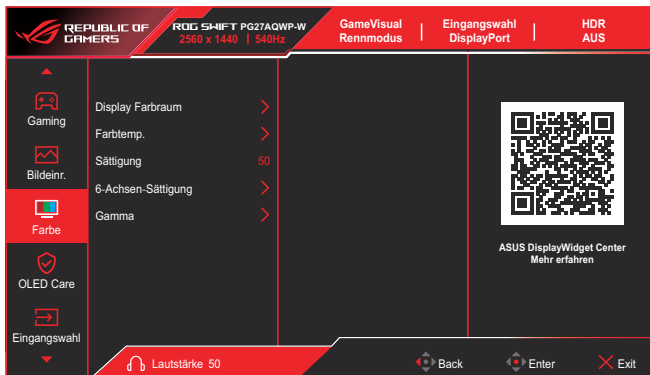 REPUBLIC OF
GAMERS
ROG SWIFT PG27AQWP-W
2560 x 1440 | 540Hz
GameVisual
Rennmodus
Eingangswahl
DisplayPort
HDR
AUS
Gaming
Bildeinr.
Farbe
OLED Care
Eingangswahl
Display Farbraum
Farbtemp.
Sättigung 50
6-Achsen-Sättigung
Gamma
ASUS DisplayWidget Center
Mehr erfahren
Lautstärke 50
Back
Enter
Exit